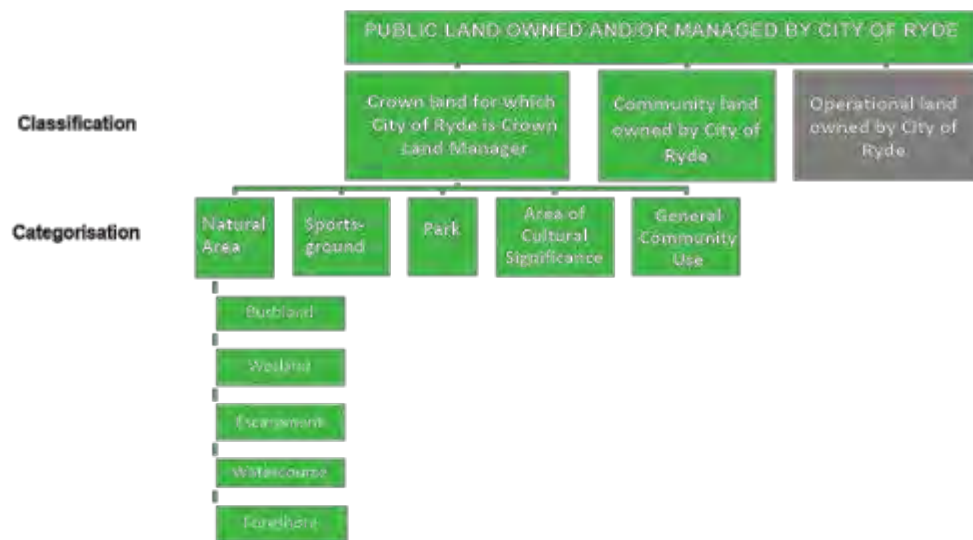 PUBLIC LAND OWNED AND/OR MANAGED BY CITY OF RYDE
Classification
Crown land for which
City of Ryde is Crown
Land Manager
Community land
owned by City of
Ryde
Operational land
owned by City of
Ryde
Categorisation
Natural
Area
Sports-
ground
Park
Area of
Cultural
Significance
General
Community
Use
Bushland
Wetland
Escarpment
Watercourse
Foreshore